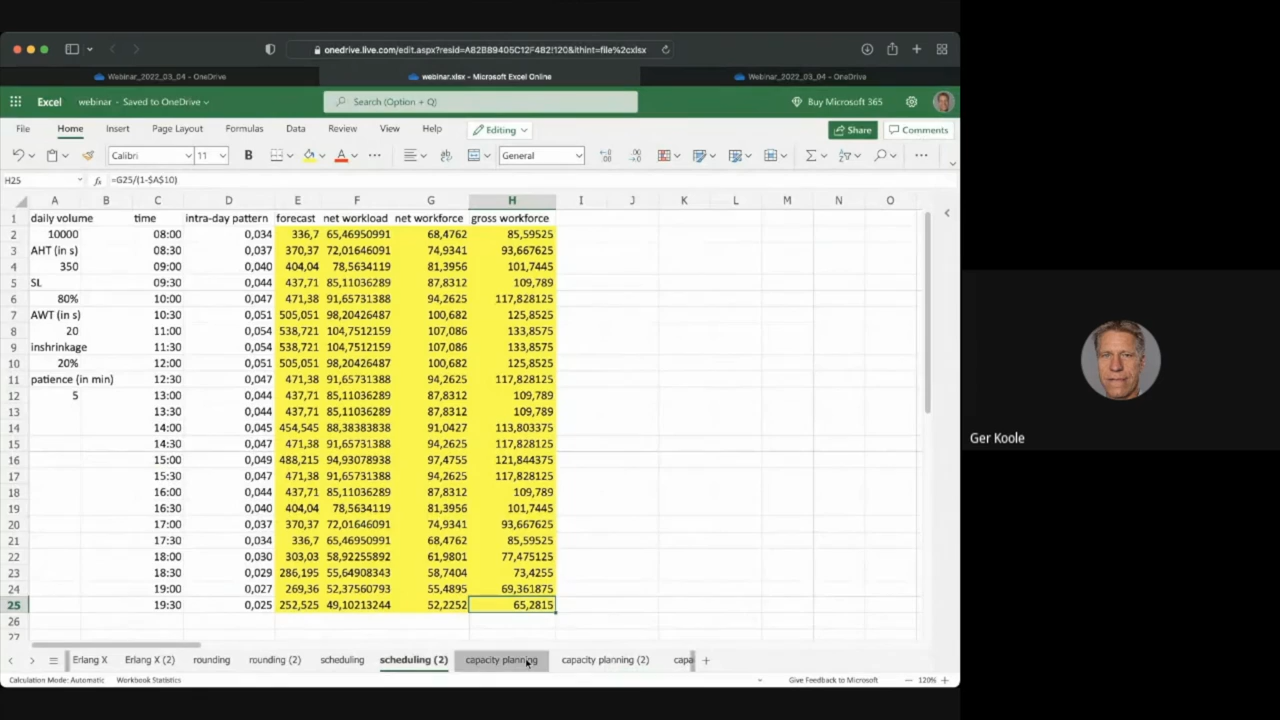 onedrive.live.com/edit.aspx?resid=A82B89405C12F482!120&ithint=file%2cxlsx
Webinar_2022_03_04 - OneDrive webinar.xlsx - Microsoft Excel Online Webinar_2022_03_04 - OneDrive
Excel webinar - Saved to OneDrive Search (Option + Q) Buy Microsoft 365
File Home Insert Page Layout Formulas Data Review View Help Editing Share Comments
Calibri 11 B A General
H25 fx =G25/(1-$A$10)
A B C D E F G H I J K L M N O
1 daily volume time intra-day pattern forecast net workload net workforce gross workforce
2 10000 08:00 0,034 336,7 65,46950991 68,4762 85,59525
3 AHT (in s) 08:30 0,037 370,37 72,01646091 74,9341 93,667625
4 350 09:00 0,040 404,04 78,5634119 81,3956 101,7445
5 SL 09:30 0,044 437,71 85,11036289 87,8312 109,789
6 80% 10:00 0,047 471,38 91,65731388 94,2625 117,828125
7 AWT (in s) 10:30 0,051 505,051 98,20426487 100,682 125,8525
8 20 11:00 0,054 538,721 104,7512159 107,086 133,8575
9 inshrinkage 11:30 0,054 538,721 104,7512159 107,086 133,8575
10 20% 12:00 0,051 505,051 98,20426487 100,682 125,8525
11 patience (in min) 12:30 0,047 471,38 91,65731388 94,2625 117,828125
12 5 13:00 0,044 437,71 85,11036289 87,8312 109,789
13 13:30 0,044 437,71 85,11036289 87,8312 109,789
14 14:00 0,045 454,545 88,38383838 91,0427 113,803375
15 14:30 0,047 471,38 91,65731388 94,2625 117,828125
16 15:00 0,049 488,215 94,93078938 97,4755 121,844375
17 15:30 0,047 471,38 91,65731388 94,2625 117,828125
18 16:00 0,044 437,71 85,11036289 87,8312 109,789
19 16:30 0,040 404,04 78,5634119 81,3956 101,7445
20 17:00 0,037 370,37 72,01646091 74,9341 93,667625
21 17:30 0,034 336,7 65,46950991 68,4762 85,59525
22 18:00 0,030 303,03 58,92255892 61,9801 77,475125
23 18:30 0,029 286,195 55,64908343 58,7404 73,4255
24 19:00 0,027 269,36 52,37560793 55,4895 69,361875
25 19:30 0,025 252,525 49,10213244 52,2252 65,2815
26
27
Erlang X Erlang X (2) rounding rounding (2) scheduling scheduling (2) capacity planning capacity planning (2) capa
Calculation Mode: Automatic Workbook Statistics Give Feedback to Microsoft 120%
Ger Koole